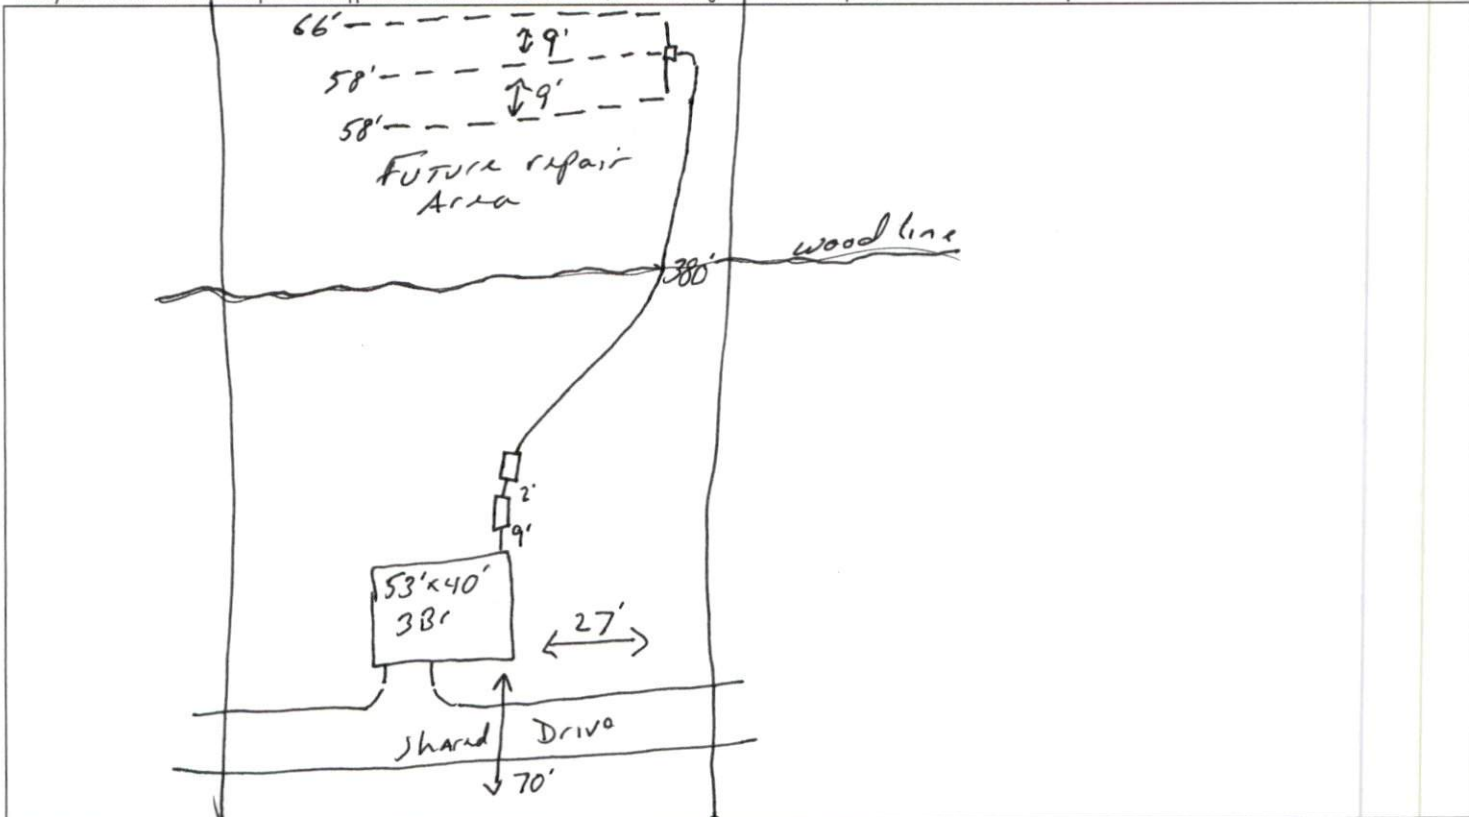 66'
9'
58'
9'
58'
Future repair
Area
wood line
380'
2'
9'
53'x40'
3Br
27'
Shared Drive
70'